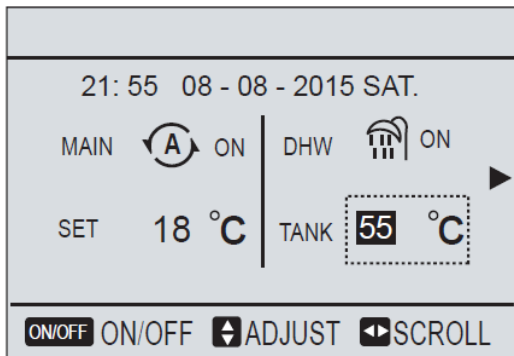 21: 55 08 - 08 - 2015 SAT.
MAIN A ON DHW ON
SET 18 °C TANK 55 °C
ON/OFF ON/OFF ADJUST SCROLL